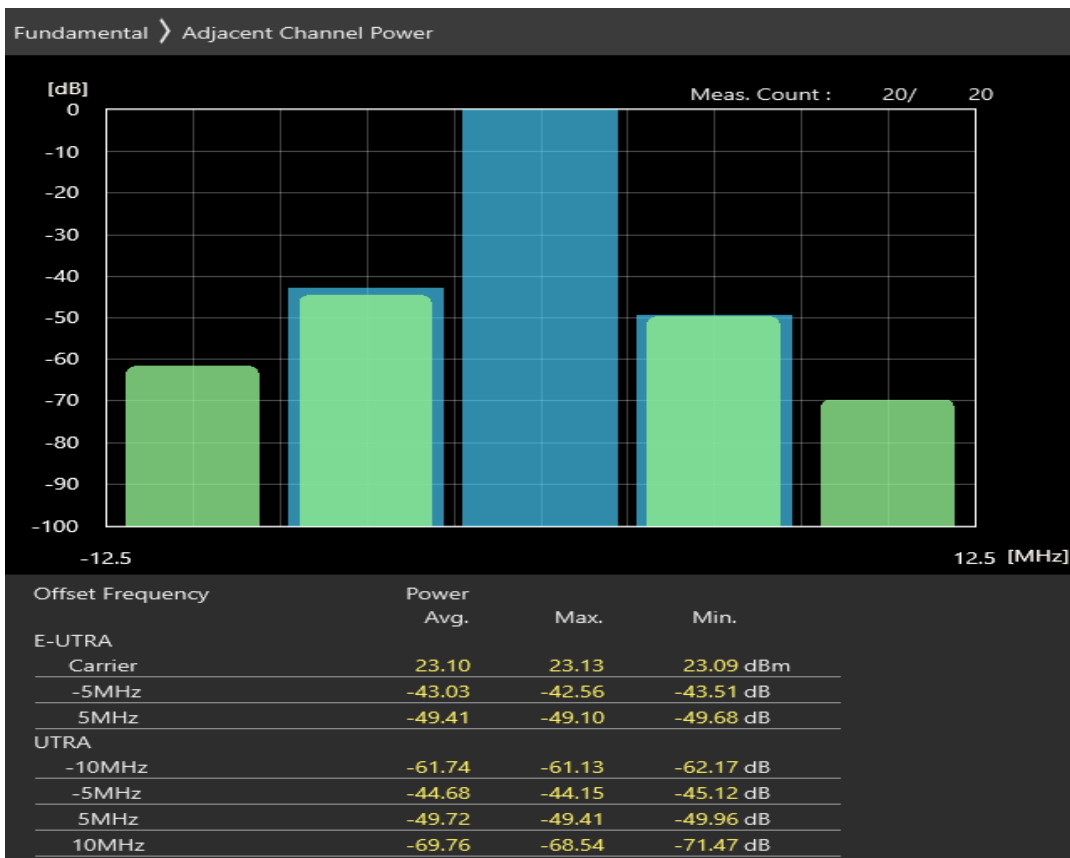 Fundamental 〉 Adjacent Channel Power
[dB]
Meas. Count : 20/ 20
0
-10
-20
-30
-40
-50
-60
-70
-80
-90
-100
-12.5 12.5 [MHz]
Offset Frequency Power
Avg. Max. Min.
E-UTRA
Carrier 23.10 23.13 23.09 dBm
-5MHz -43.03 -42.56 -43.51 dB
5MHz -49.41 -49.10 -49.68 dB
UTRA
-10MHz -61.74 -61.13 -62.17 dB
-5MHz -44.68 -44.15 -45.12 dB
5MHz -49.72 -49.41 -49.96 dB
10MHz -69.76 -68.54 -71.47 dB